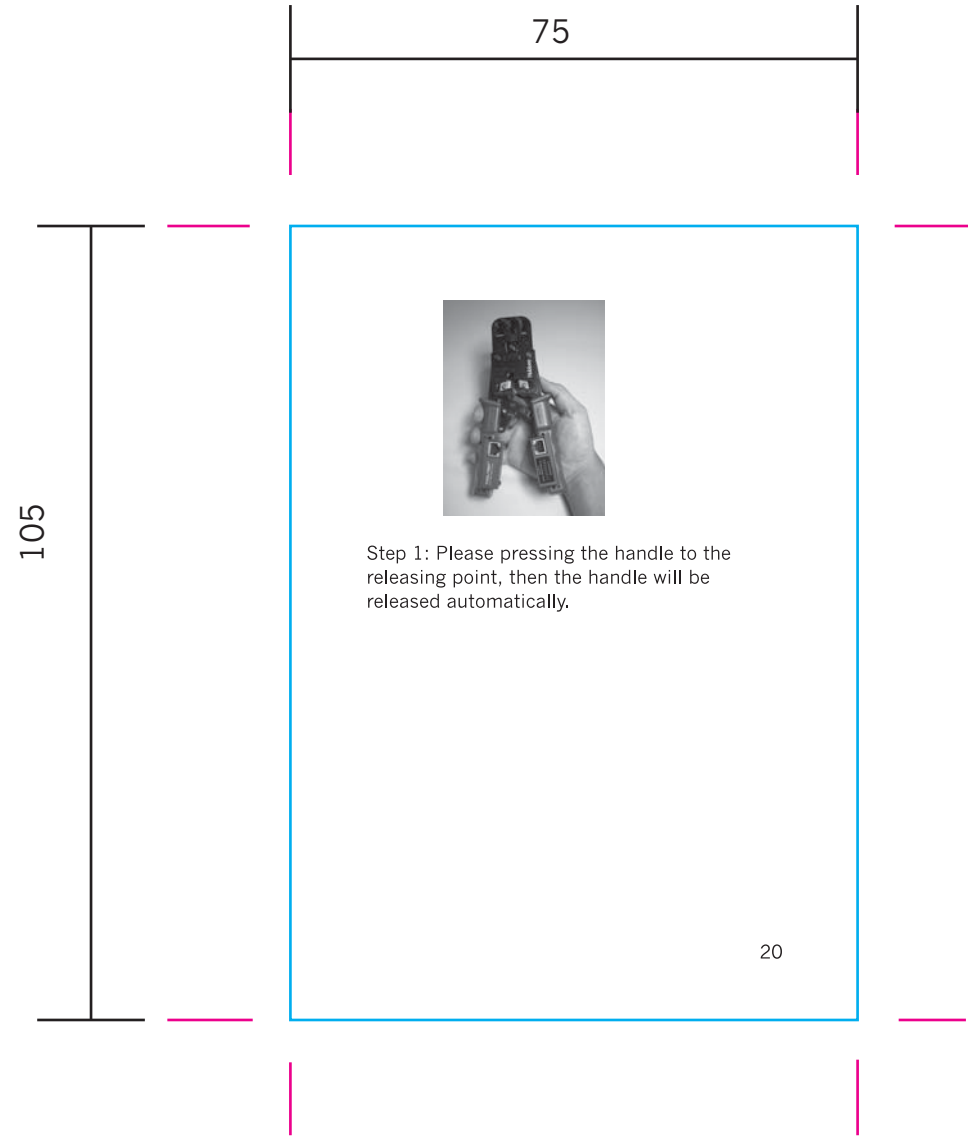 75
105
Step 1: Please pressing the handle to the
releasing point, then the handle will be
released automatically.
20